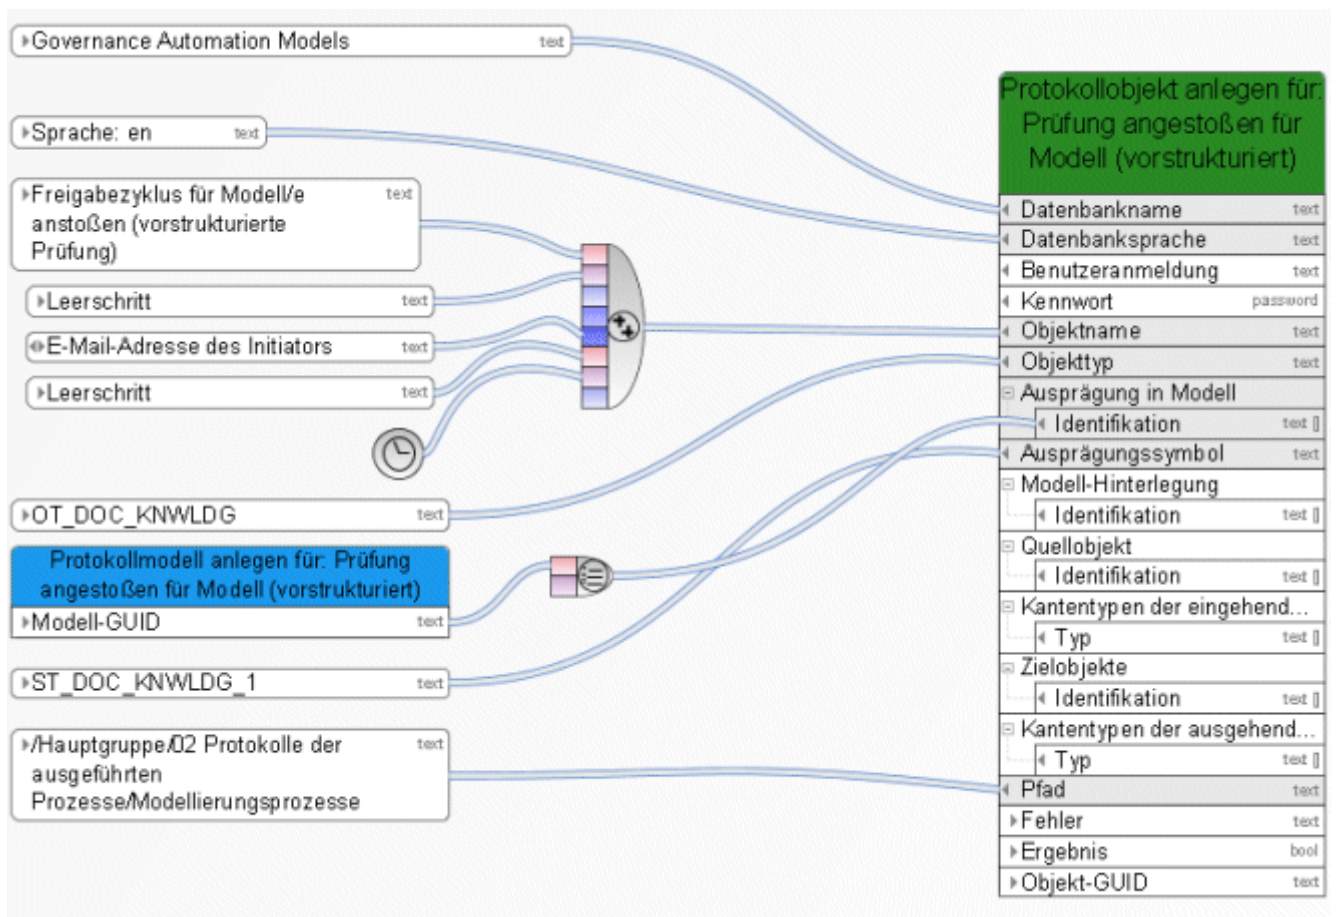 Governance Automation Models text
Sprache: en text
Freigabezyklus für Modell/e text
anstoßen (vorstrukturierte
Prüfung)
Leerschritt text
E-Mail-Adresse des Initiators text
Leerschritt text
OT_DOC_KNWLDG text
Protokollmodell anlegen für: Prüfung
angestoßen für Modell (vorstrukturiert)
Modell-GUID text
ST_DOC_KNWLDG_1 text
/Hauptgruppe/02 Protokolle der text
ausgeführten
Prozesse/Modellierungsprozesse
Protokollobjekt anlegen für:
Prüfung angestoßen für
Modell (vorstrukturiert)
Datenbankname text
Datenbanksprache text
Benutzeranmeldung text
Kennwort password
Objektname text
Objekttyp text
Ausprägung in Modell
Identifikation text []
Ausprägungssymbol text
Modell-Hinterlegung
Identifikation text []
Quellobjekt
Identifikation text []
Kantentypen der eingehend...
Typ text []
Zielobjekte
Identifikation text []
Kantentypen der ausgehend...
Typ text []
Pfad text
Fehler text
Ergebnis bool
Objekt-GUID text